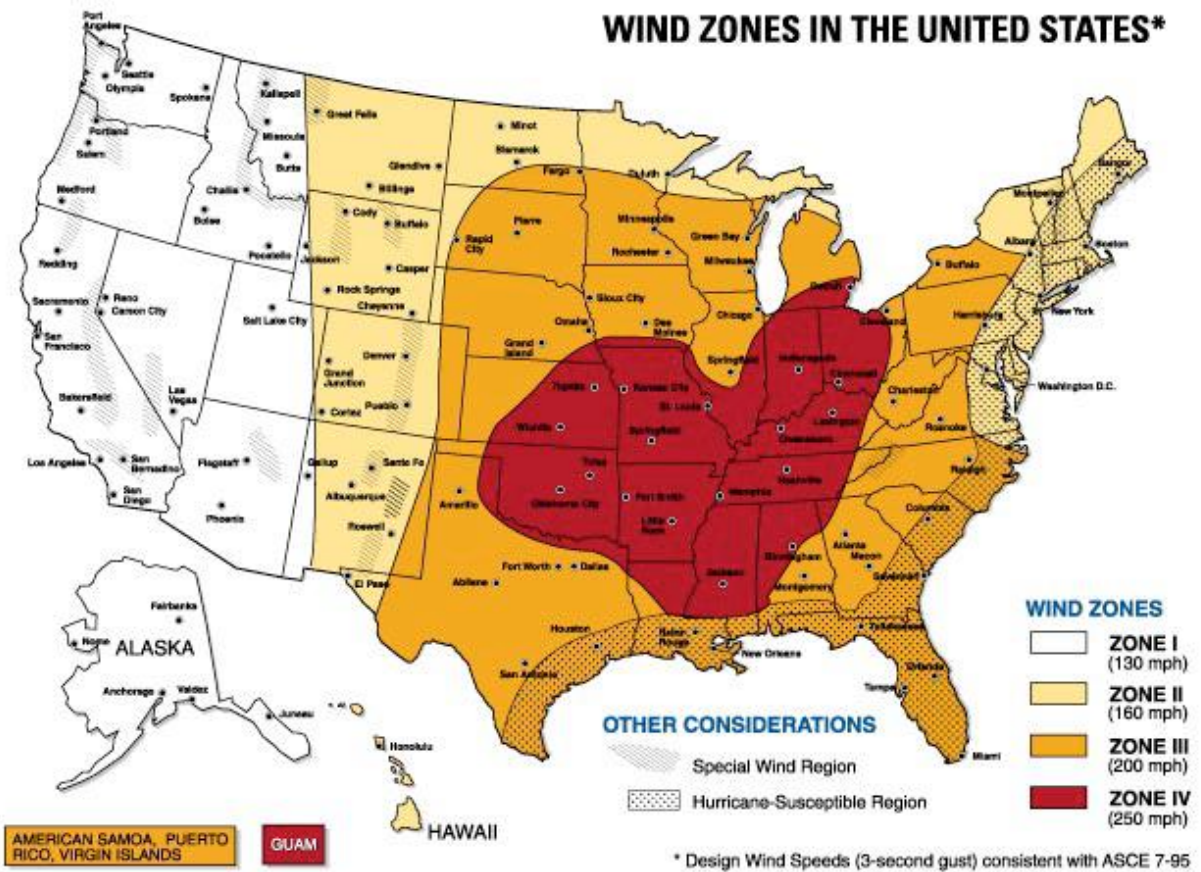 WIND ZONES IN THE UNITED STATES*
Port
Angeles
Seattle
Olympia
Spokane
Kalispell
Great Falls
Minot
Missoula
Bismarck
Portland
Salem
Butte
Glendive
Fargo
Duluth
Bangor
Billings
Medford
Challis
Montpelier
Boise
Cody
Buffalo
Pierre
Minneapolis
Rapid
City
Green Bay
Albany
Boston
Redding
Pocatello
Jackson
Casper
Rochester
Milwaukee
Buffalo
Rock Springs
Detroit
Sacramento
Reno
Carson City
Salt Lake City
Cheyenne
Sioux City
Des
Moines
Omaha
Chicago
Cleveland
Harrisburg
New York
San
Francisco
Grand
Island
Denver
Grand
Junction
Springfield
Indianapolis
Topeka
Kansas City
Cincinnati
Charleston
Washington D.C.
Las
Vegas
Bakersfield
Cortez
Pueblo
St. Louis
Lexington
Roanoke
Wichita
Springfield
Los Angeles
San
Bernadino
Flagstaff
Gallup
Santa Fe
Tulsa
Nashville
Raleigh
San
Diego
Albuquerque
Amarillo
Oklahoma City
Fort Smith
Memphis
Phoenix
Roswell
Little
Rock
Columbia
Atlanta
Macon
Birmingham
El Paso
Abilene
Fort Worth
Dallas
Jackson
Montgomery
Savannah
Fairbanks
Nome
ALASKA
Houston
Baton
Rouge
New Orleans
Tallahassee
San Antonio
Orlando
Tampa
Anchorage
Valdez
Juneau
Miami
Honolulu
HAWAII
WIND ZONES
ZONE I
(130 mph)
ZONE II
(160 mph)
ZONE III
(200 mph)
ZONE IV
(250 mph)
OTHER CONSIDERATIONS
Special Wind Region
Hurricane-Susceptible Region
AMERICAN SAMOA, PUERTO
RICO, VIRGIN ISLANDS
GUAM
* Design Wind Speeds (3-second gust) consistent with ASCE 7-95